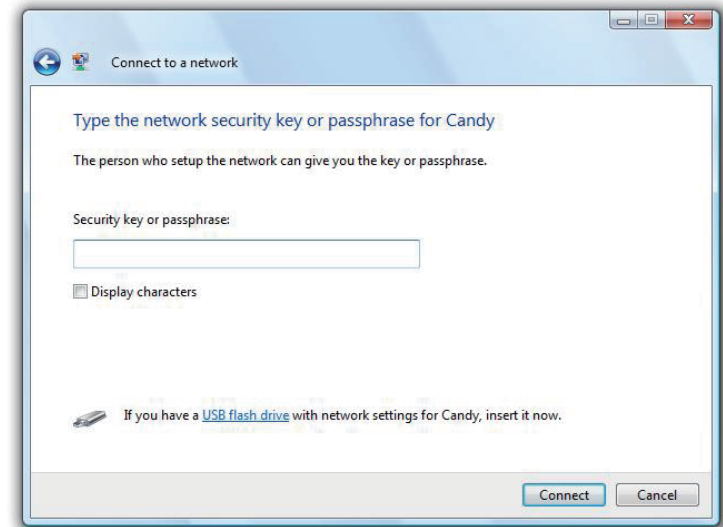 Connect to a network
Type the network security key or passphrase for Candy
The person who setup the network can give you the key or passphrase.
Security key or passphrase:
Display characters
If you have a USB flash drive with network settings for Candy, insert it now.
Connect Cancel